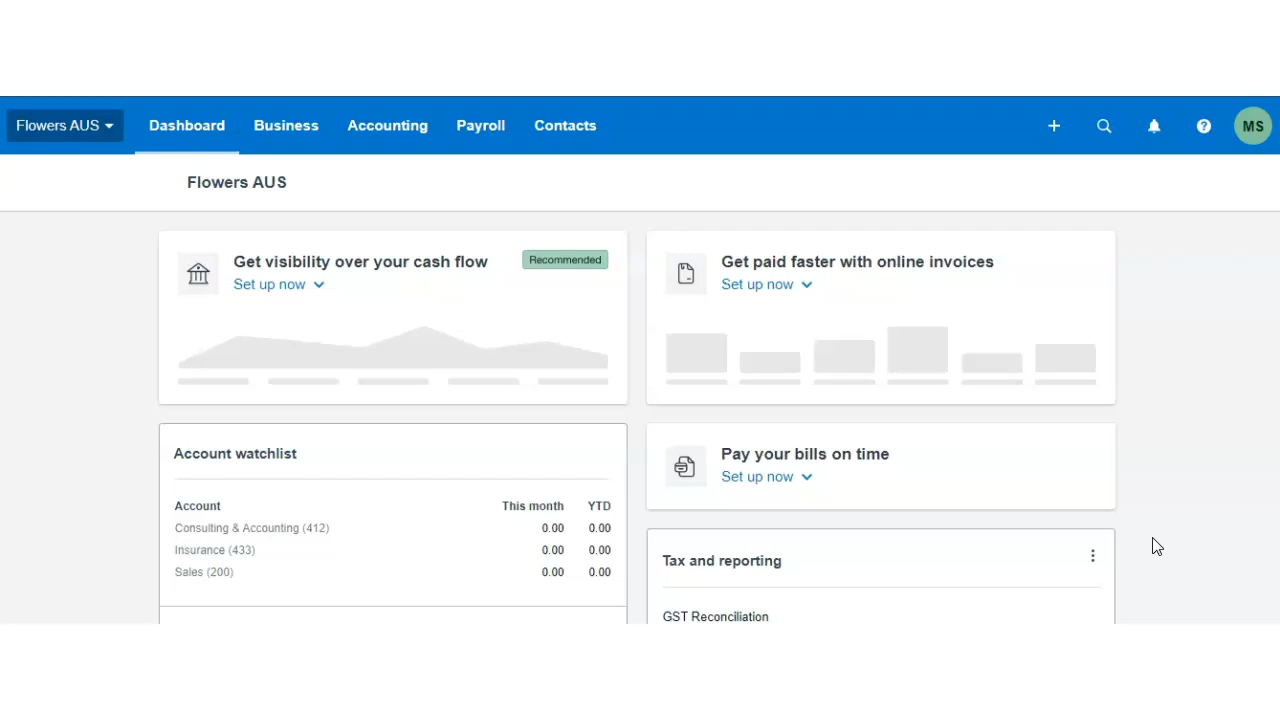 Flowers AUS
Dashboard
Business
Accounting
Payroll
Contacts
MS
Flowers AUS
Get visibility over your cash flow
Recommended
Set up now
Get paid faster with online invoices
Set up now
Account watchlist
Account This month YTD
Consulting & Accounting (412) 0.00 0.00
Insurance (433) 0.00 0.00
Sales (200) 0.00 0.00
Pay your bills on time
Set up now
Tax and reporting
GST Reconciliation